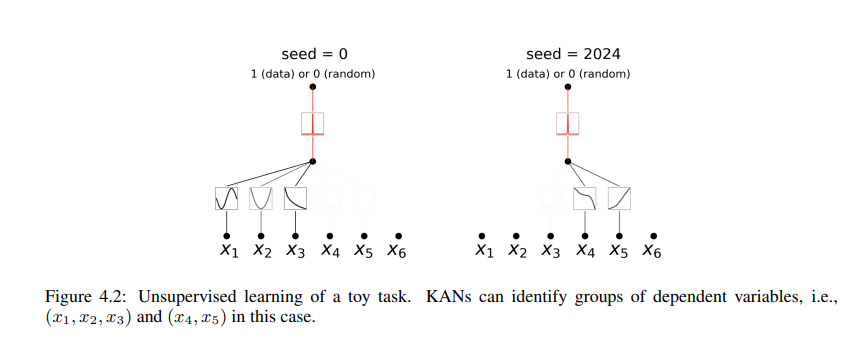 seed = 0
1 (data) or 0 (random)
x₁ x₂ x₃ x₄ x₅ x₆
seed = 2024
1 (data) or 0 (random)
x₁ x₂ x₃ x₄ x₅ x₆
Figure 4.2: Unsupervised learning of a toy task. KANs can identify groups of dependent variables, i.e.,
(x₁, x₂, x₃) and (x₄, x₅) in this case.